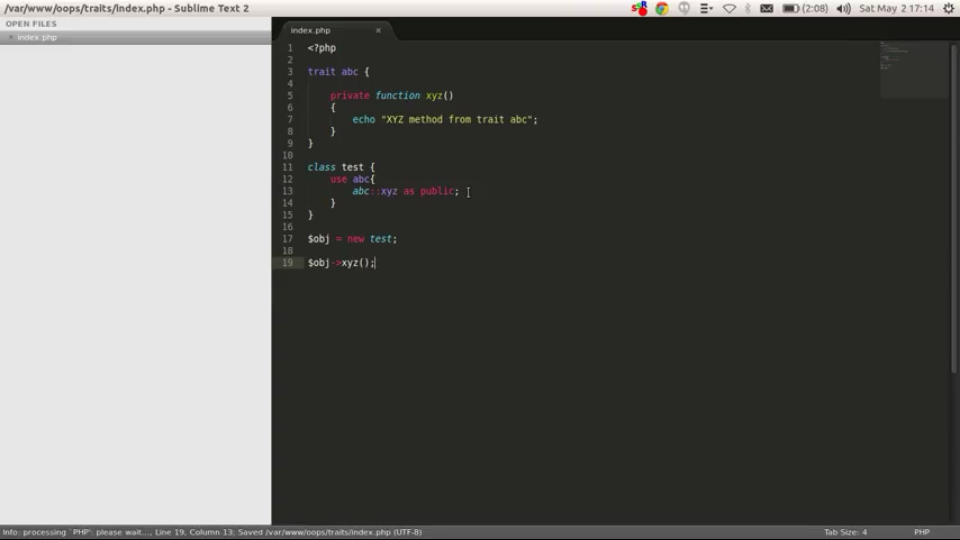 /var/www/oops/traits/index.php - Sublime Text 2
(2:08) Sat May 2 17:14
OPEN FILES
index.php
index.php
1 <?php
2
3 trait abc {
4
5 private function xyz()
6 {
7 echo "XYZ method from trait abc";
8 }
9 }
10
11 class test {
12 use abc{
13 abc::xyz as public;
14 }
15 }
16
17 $obj = new test;
18
19 $obj->xyz();
Info: processing `PHP`: please wait..., Line 19, Column 13; Saved /var/www/oops/traits/index.php (UTF-8)
Tab Size: 4
PHP